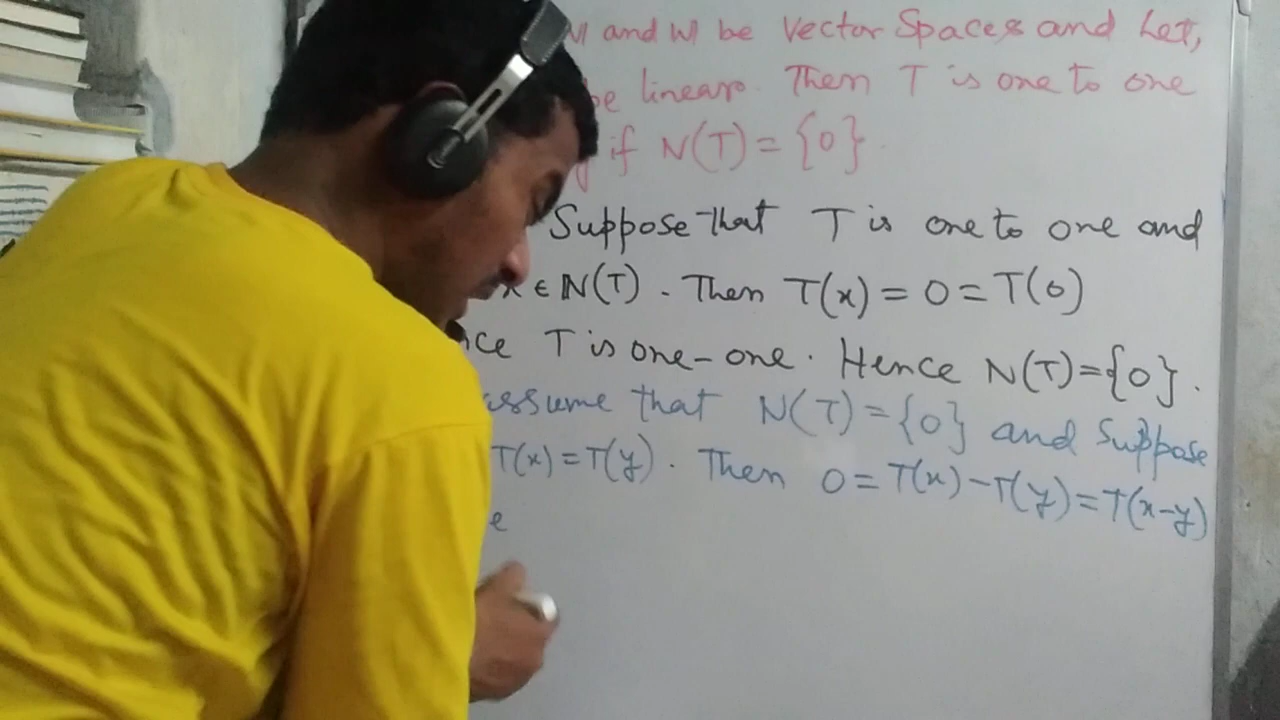 and W be Vector Spaces and Let,
be linear. Then T is one to one
if N(T) = {0}.
Suppose that T is one to one and
x ∈ N(T). Then T(x) = 0 = T(0)
T is one-one. Hence N(T) = {0}.
assume that N(T) = {0} and Suppose
T(x) = T(y). Then 0 = T(x) - T(y) = T(x-y)